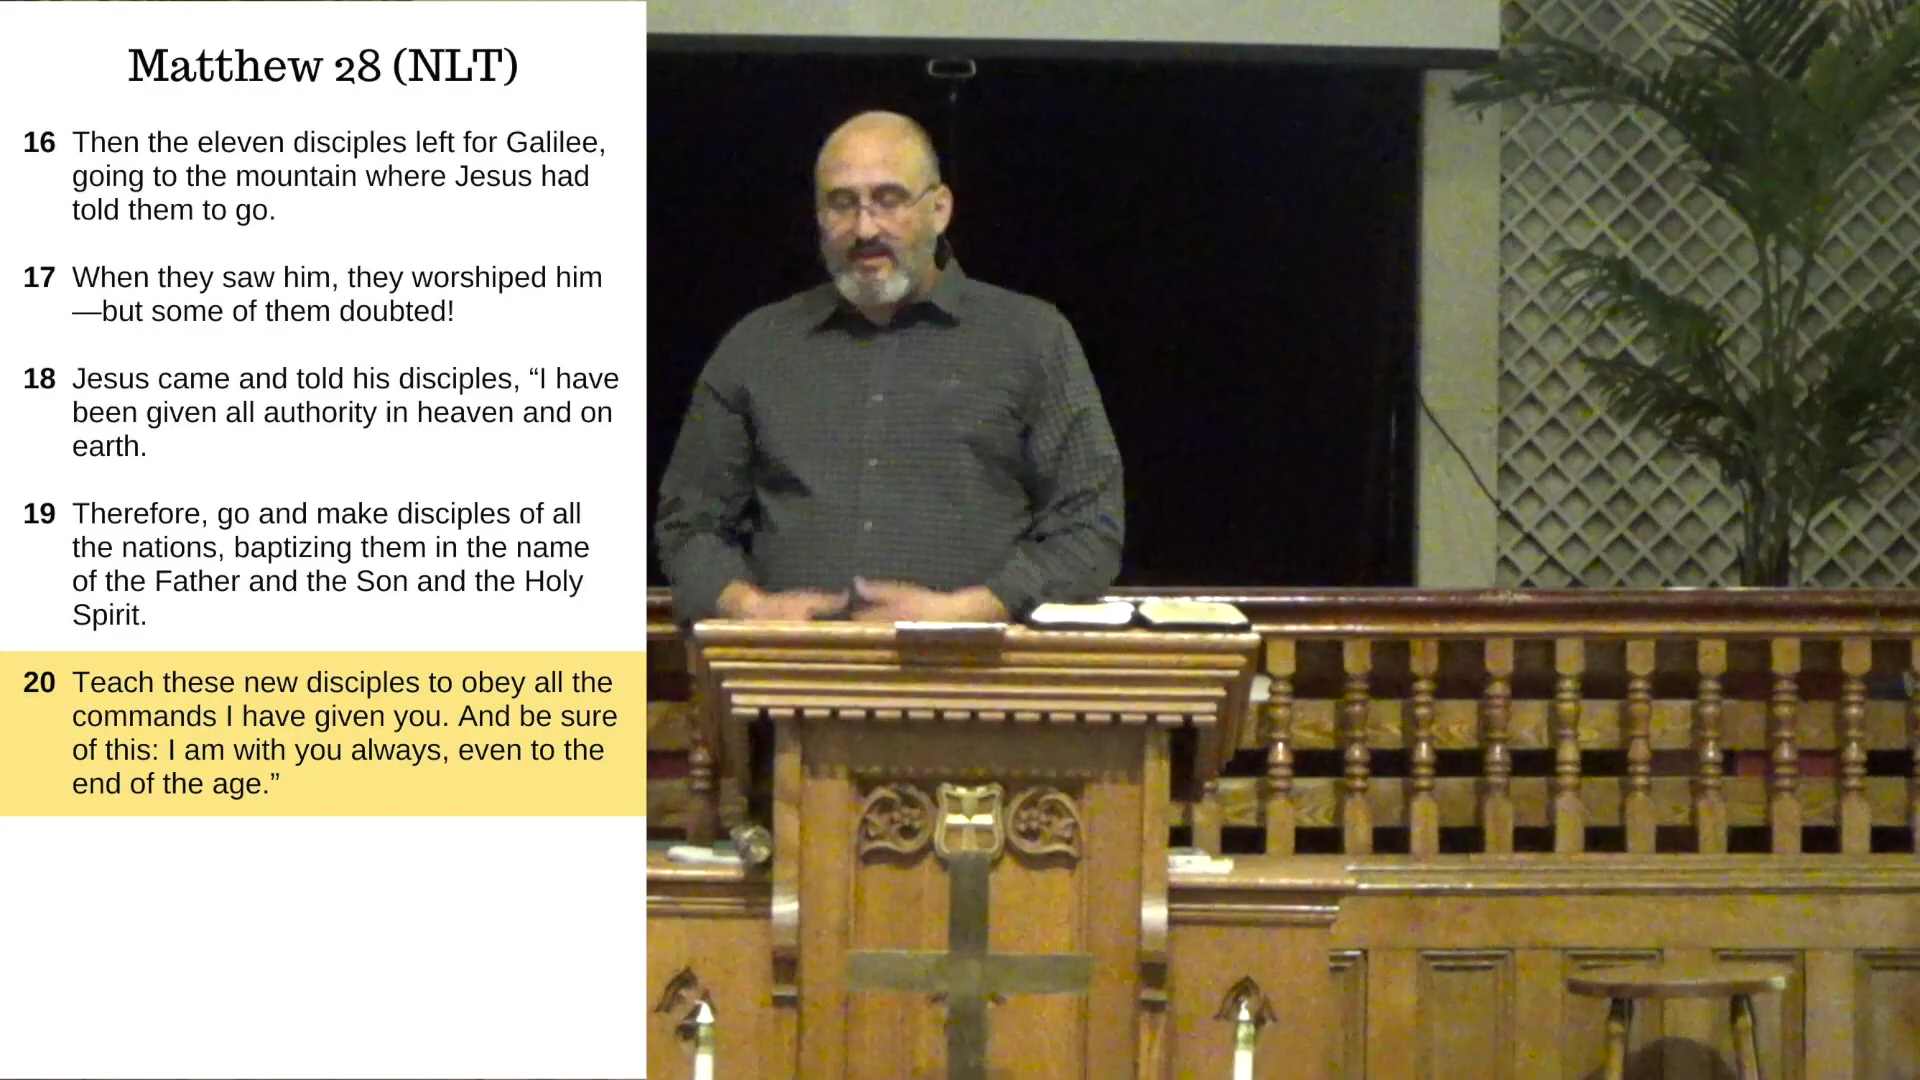 Matthew 28 (NLT)
16 Then the eleven disciples left for Galilee,
going to the mountain where Jesus had
told them to go.
17 When they saw him, they worshiped him
—but some of them doubted!
18 Jesus came and told his disciples, “I have
been given all authority in heaven and on
earth.
19 Therefore, go and make disciples of all
the nations, baptizing them in the name
of the Father and the Son and the Holy
Spirit.
20 Teach these new disciples to obey all the
commands I have given you. And be sure
of this: I am with you always, even to the
end of the age.”